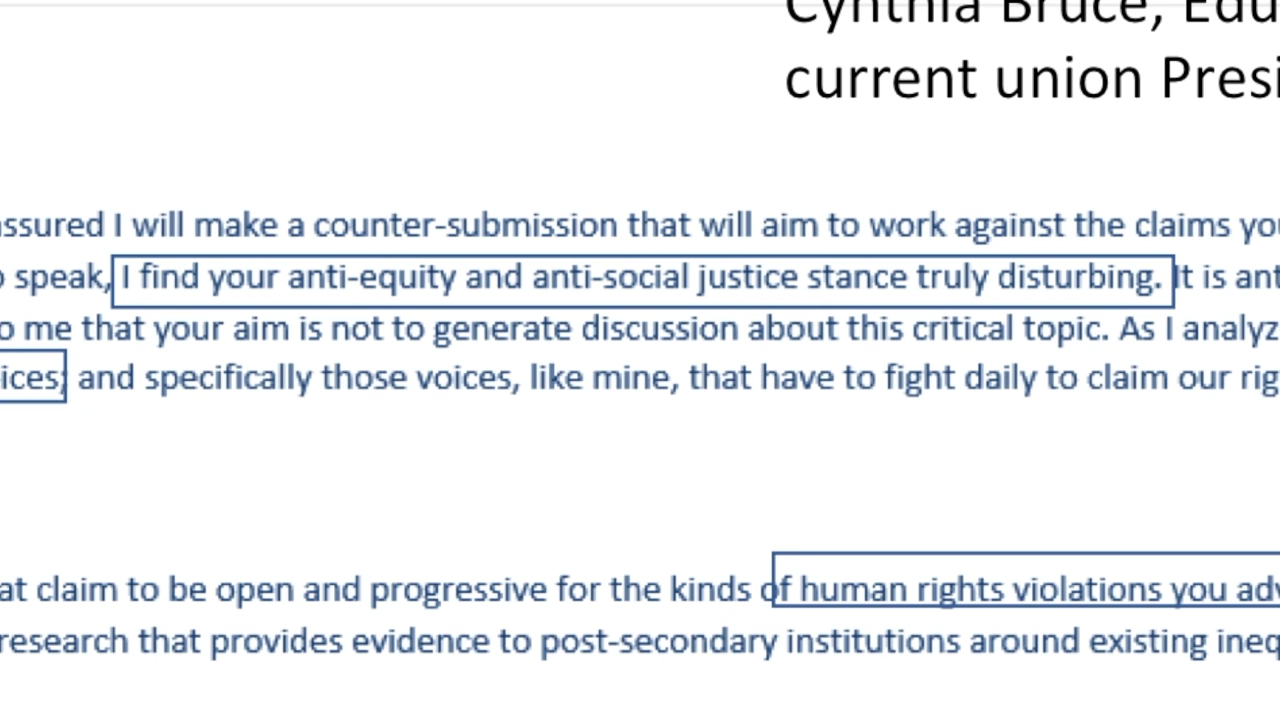 Cynthia Bruce, Edu
current union Presi
ssured I will make a counter-submission that will aim to work against the claims you
speak, I find your anti-equity and anti-social justice stance truly disturbing. It is ant
o me that your aim is not to generate discussion about this critical topic. As I analyz
ices; and specifically those voices, like mine, that have to fight daily to claim our rig
at claim to be open and progressive for the kinds of human rights violations you adv
research that provides evidence to post-secondary institutions around existing ineq